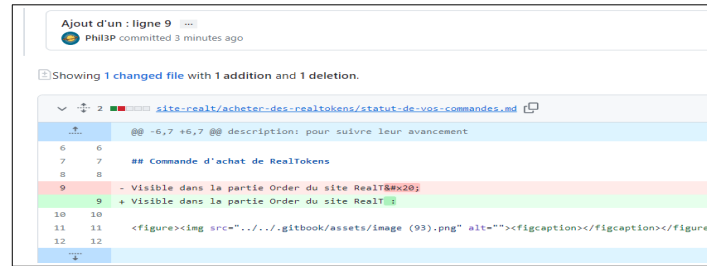 Ajout d'un : ligne 9 ...
Phil3P committed 3 minutes ago
Showing 1 changed file with 1 addition and 1 deletion.
2 site-realt/acheter-des-realtokens/statut-de-vos-commandes.md
@@ -6,7 +6,7 @@ description: pour suivre leur avancement
6 6
7 7 ## Commande d'achat de RealTokens
8 8
9 - Visible dans la partie Order du site RealT&#x20;
9 + Visible dans la partie Order du site RealT :
10 10
11 11 <figure><img src="../../.gitbook/assets/image (93).png" alt=""><figcaption></figcaption></figure
12 12